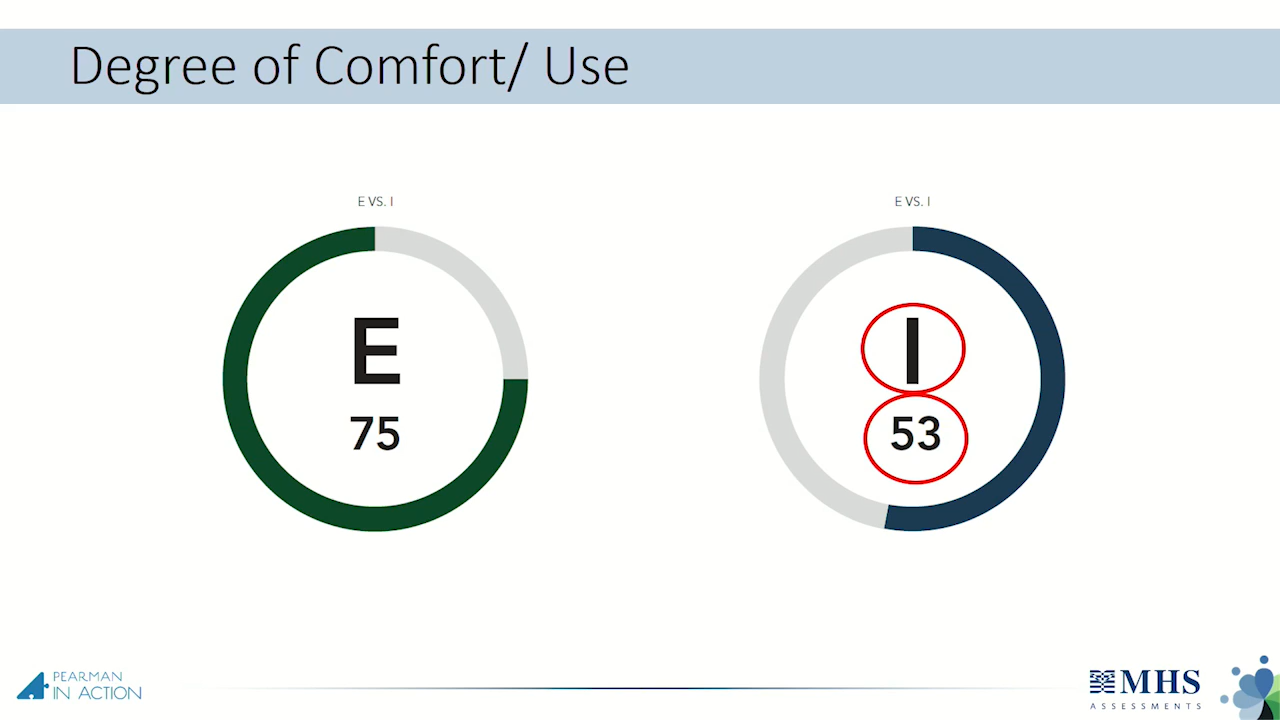 Degree of Comfort/ Use
E VS. I
E
75
E VS. I
I
53
PEARMAN
IN ACTION
MHS
ASSESSMENTS